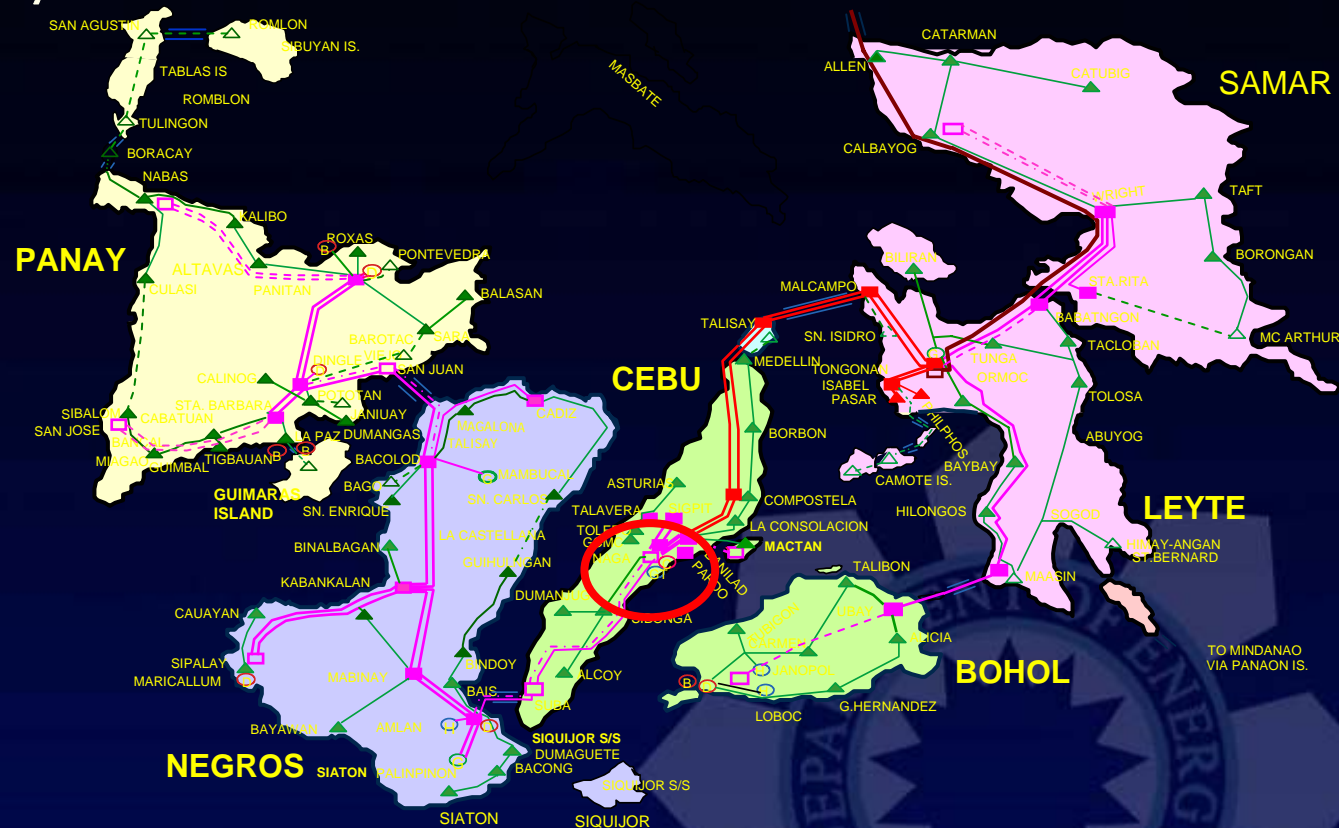 SAN AGUSTIN
ROMLON
SIBUYAN IS.
TABLAS IS
ROMBLON
TULINGON
BORACAY
NABAS
MASBATE
CATARMAN
ALLEN
CATUBIG
SAMAR
CALBAYOG
WRIGHT
TAFT
BORONGAN
KALIBO
ROXAS
B
PONTEVEDRA
PANAY
ALTAVAS
CULASI
PANITAN
D
BALASAN
BILIRAN
MALCAMPO
STA.RITA
BABATNGON
MC ARTHUR
TALISAY
SN. ISIDRO
BAROTAC
VIEJO
SARA
DINGLE
SAN JUAN
MEDELLIN
TONGONAN
TUNGA
TACLOBAN
CEBU
ISABEL
ORMOC
PASAR
TOLOSA
CALINOG
POTOTAN
STA. BARBARA
JANIUAY
SIBALOM
CABATUAN
SAN JOSE
LA PAZ
DUMANGAS
MIAGAO
GUIMBAL
TIGBAUAN
B
B
CADIZ
MAGALONA
TALISAY
BORBON
ABUYOG
BACOLOD
MAMBUCAL
BAGO
SN. CARLOS
SN. ENRIQUE
GUIMARAS
ISLAND
ASTURIAS
COMPOSTELA
CAMOTE IS.
BAYBAY
HILONGOS
SOGOD
LEYTE
TALAVERA
LA CONSOLACION
LA CASTELLANA
MACTAN
HIMAY-ANGAN
ST.BERNARD
BINALBAGAN
GUIHULNGAN
NAGA
BANILAD
PARDO
TALIBON
MAASIN
KABANKALAN
SIBONGA
UBAY
CAUAYAN
ALICIA
SIPALAY
MARICALLUM
BINDOY
MABINAY
BAIS
ALCOY
JANOPOL
BOHOL
TO MINDANAO
VIA PANAON IS.
BAYAWAN
AMLAN
B
LOBOC
G.HERNANDEZ
NEGROS
SIATON
PALINPINON
SIQUIJOR S/S
DUMAGUETE
BACONG
SIQUIJOR S/S
SIATON
SIQUIJOR